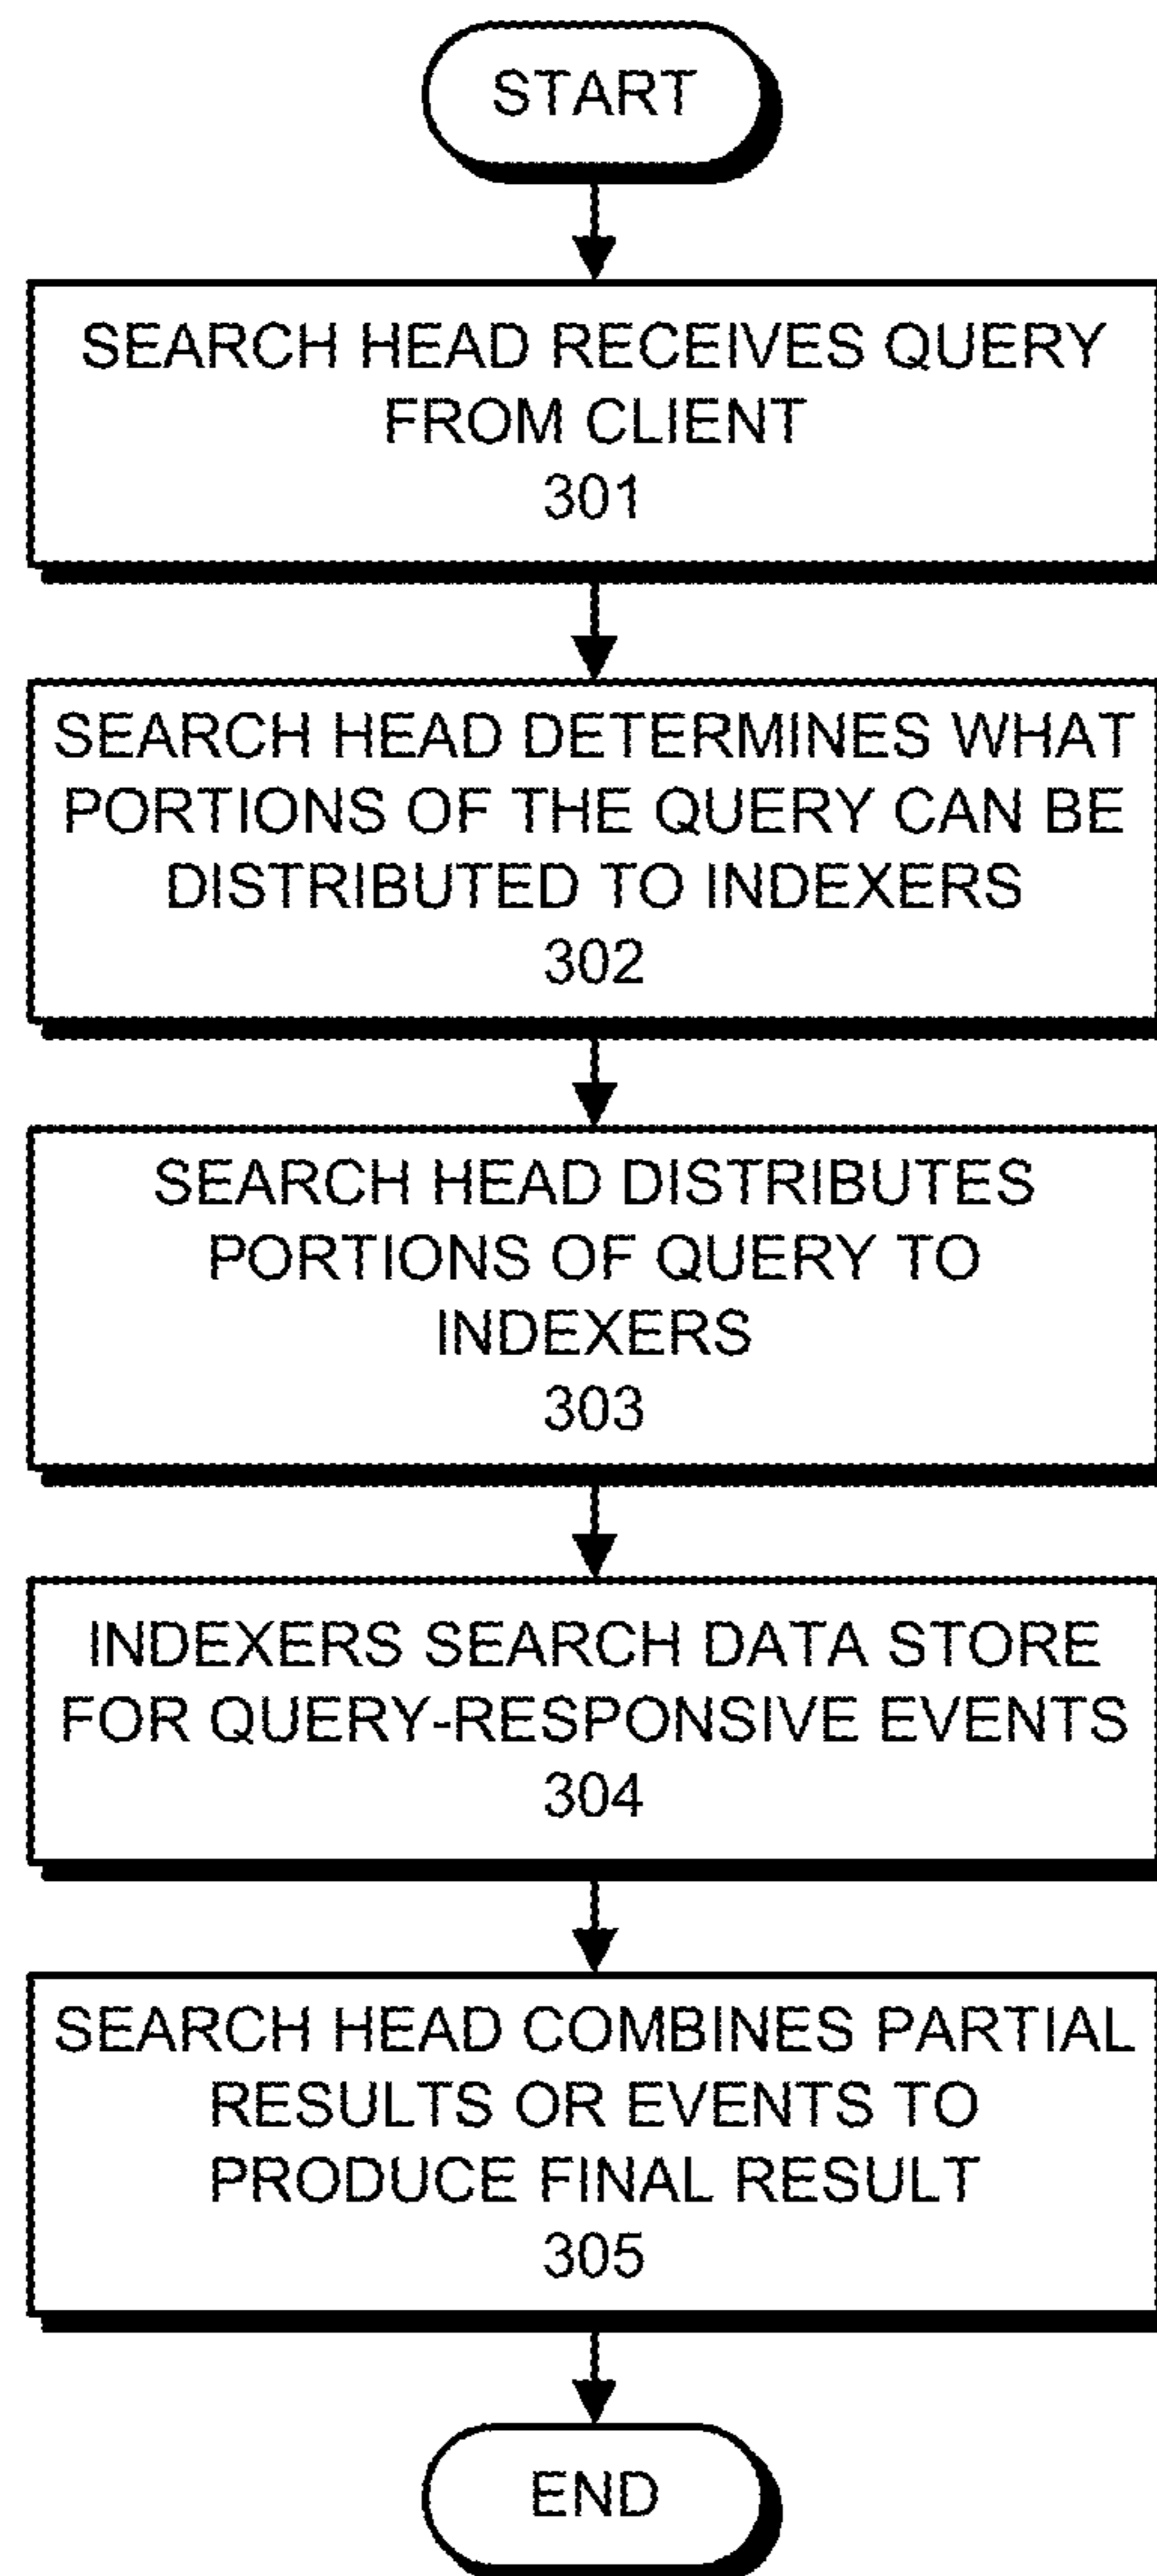 START
SEARCH HEAD RECEIVES QUERY
FROM CLIENT
301
SEARCH HEAD DETERMINES WHAT
PORTIONS OF THE QUERY CAN BE
DISTRIBUTED TO INDEXERS
302
SEARCH HEAD DISTRIBUTES
PORTIONS OF QUERY TO
INDEXERS
303
INDEXERS SEARCH DATA STORE
FOR QUERY-RESPONSIVE EVENTS
304
SEARCH HEAD COMBINES PARTIAL
RESULTS OR EVENTS TO
PRODUCE FINAL RESULT
305
END